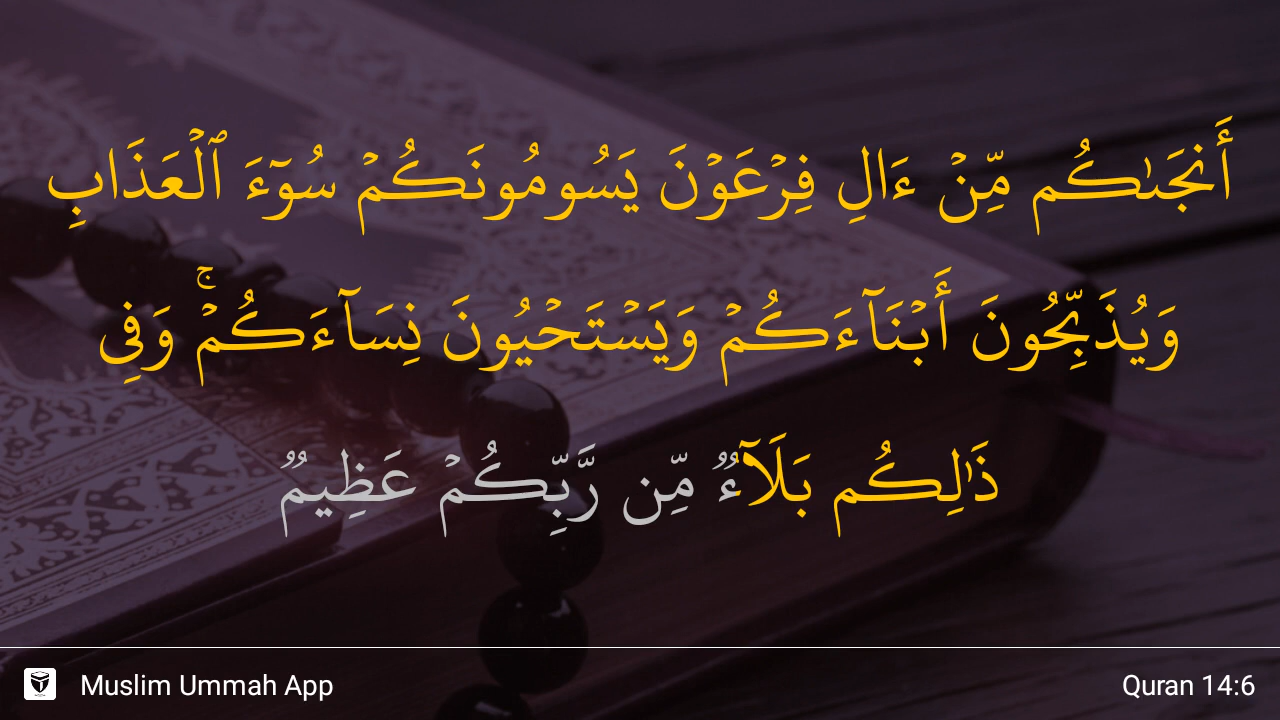 أَنجَىٰكُم مِّنۡ ءَالِ فِرۡعَوۡنَ يَسُومُونَكُمۡ سُوٓءَ ٱلۡعَذَابِ
وَيُذَبِّحُونَ أَبۡنَآءَكُمۡ وَيَسۡتَحۡيُونَ نِسَآءَكُمۡۚ وَفِي
ذَٰلِكُم بَلَآءٞ مِّن رَّبِّكُمۡ عَظِيمٞ
Muslim Ummah App
Quran 14:6